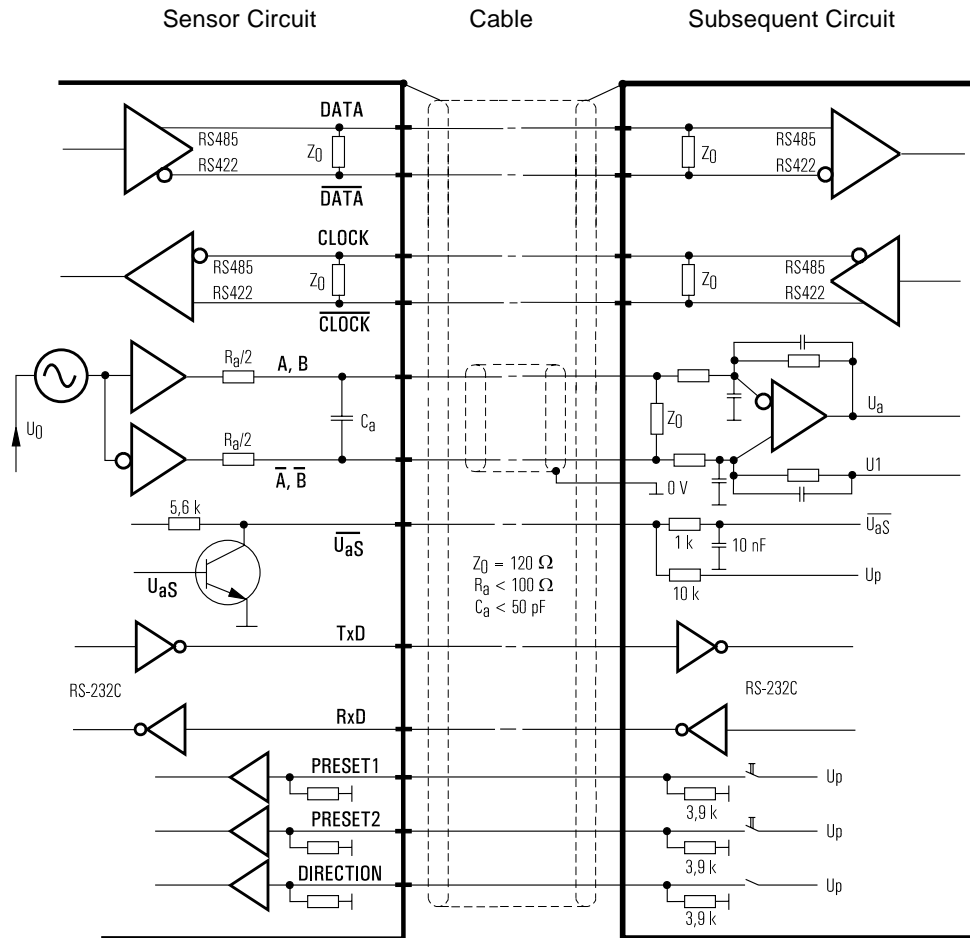 Sensor Circuit Cable Subsequent Circuit
DATA
RS485
RS422
Z0
DATA
Z0
RS485
RS422
CLOCK
RS485
RS422
Z0
CLOCK
Z0
RS485
RS422
U0
Ra/2
A, B
Ca
Ra/2
A, B
Z0
Ua
U1
0 V
5,6 k
UaS
UaS
Z0 = 120 Ω
Ra < 100 Ω
Ca < 50 pF
1 k
10 nF
UaS
10 k
Up
TxD
RS-232C
RxD
RS-232C
PRESET1
Up
3,9 k
PRESET2
Up
3,9 k
DIRECTION
Up
3,9 k